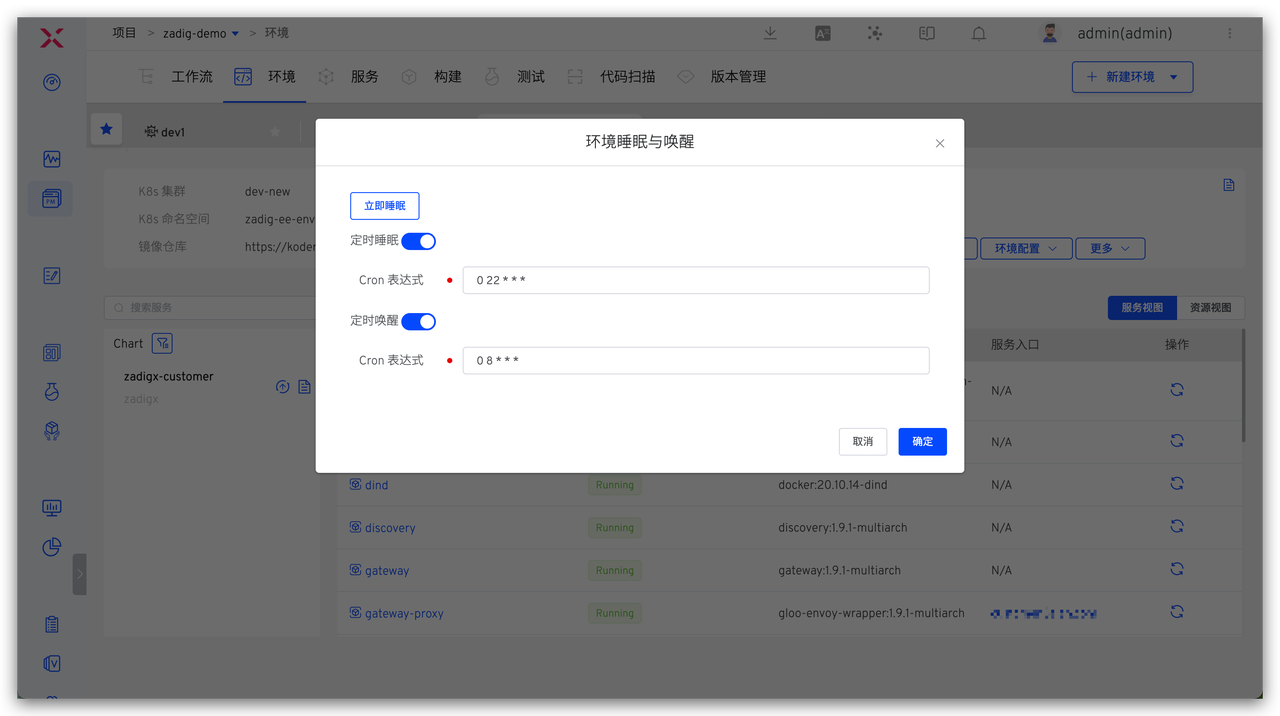 项目 > zadig-demo > 环境
admin(admin)
工作流 环境 服务 构建 测试 代码扫描 版本管理
+ 新建环境
dev1
环境睡眠与唤醒
K8s 集群 dev-new
K8s 命名空间 zadig-ee-env
镜像仓库 https://koder
立即睡眠
定时睡眠
Cron 表达式 0 22 * * *
定时唤醒
Cron 表达式 0 8 * * *
取消 确定
环境配置 更多
搜索服务
服务视图 资源视图
Chart
zadigx-customer
zadigx
服务入口 操作
N/A
N/A
dind Running docker:20.10.14-dind N/A
discovery Running discovery:1.9.1-multiarch N/A
gateway Running gateway:1.9.1-multiarch N/A
gateway-proxy Running gloo-envoy-wrapper:1.9.1-multiarch